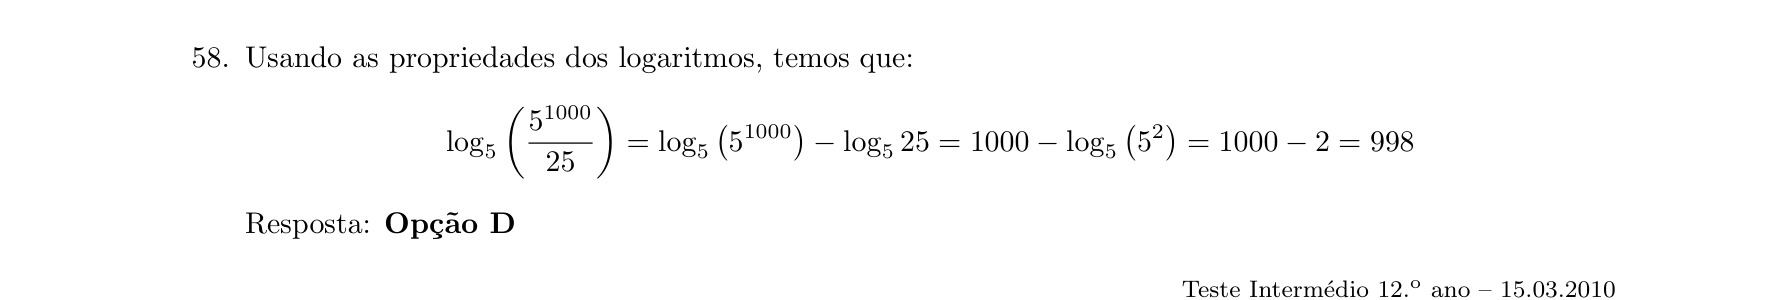 58. Usando as propriedades dos logaritmos, temos que:
log₅ (5¹⁰⁰⁰/25) = log₅ (5¹⁰⁰⁰) − log₅ 25 = 1000 − log₅ (5²) = 1000 − 2 = 998
Resposta: Opção D
Teste Intermédio 12.º ano – 15.03.2010